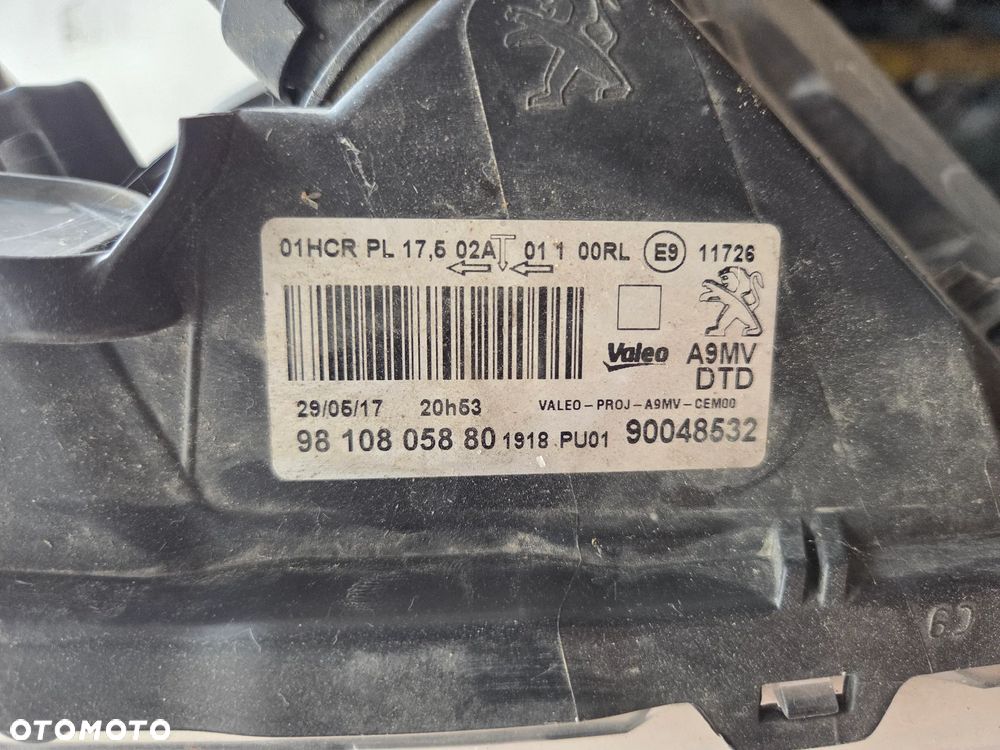 01HCR PL 17,5 02A 01 1 00RL E9 11726
Valeo A9MV
DTD
29/05/17 20h53 VALEO-PROJ-A9MV-CEM00
98 108 058 80 1918 PU01 90048532
C9
OTOMOTO